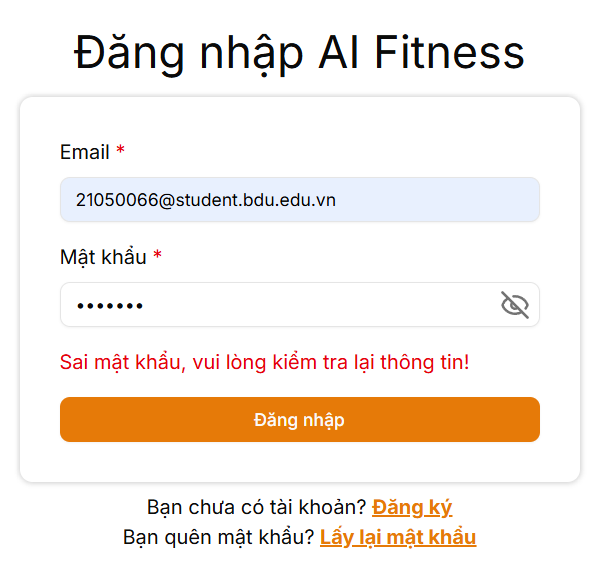 Đăng nhập AI Fitness
Email *
21050066@student.bdu.edu.vn
Mật khẩu *
•••••••
Sai mật khẩu, vui lòng kiểm tra lại thông tin!
Đăng nhập
Bạn chưa có tài khoản? Đăng ký
Bạn quên mật khẩu? Lấy lại mật khẩu